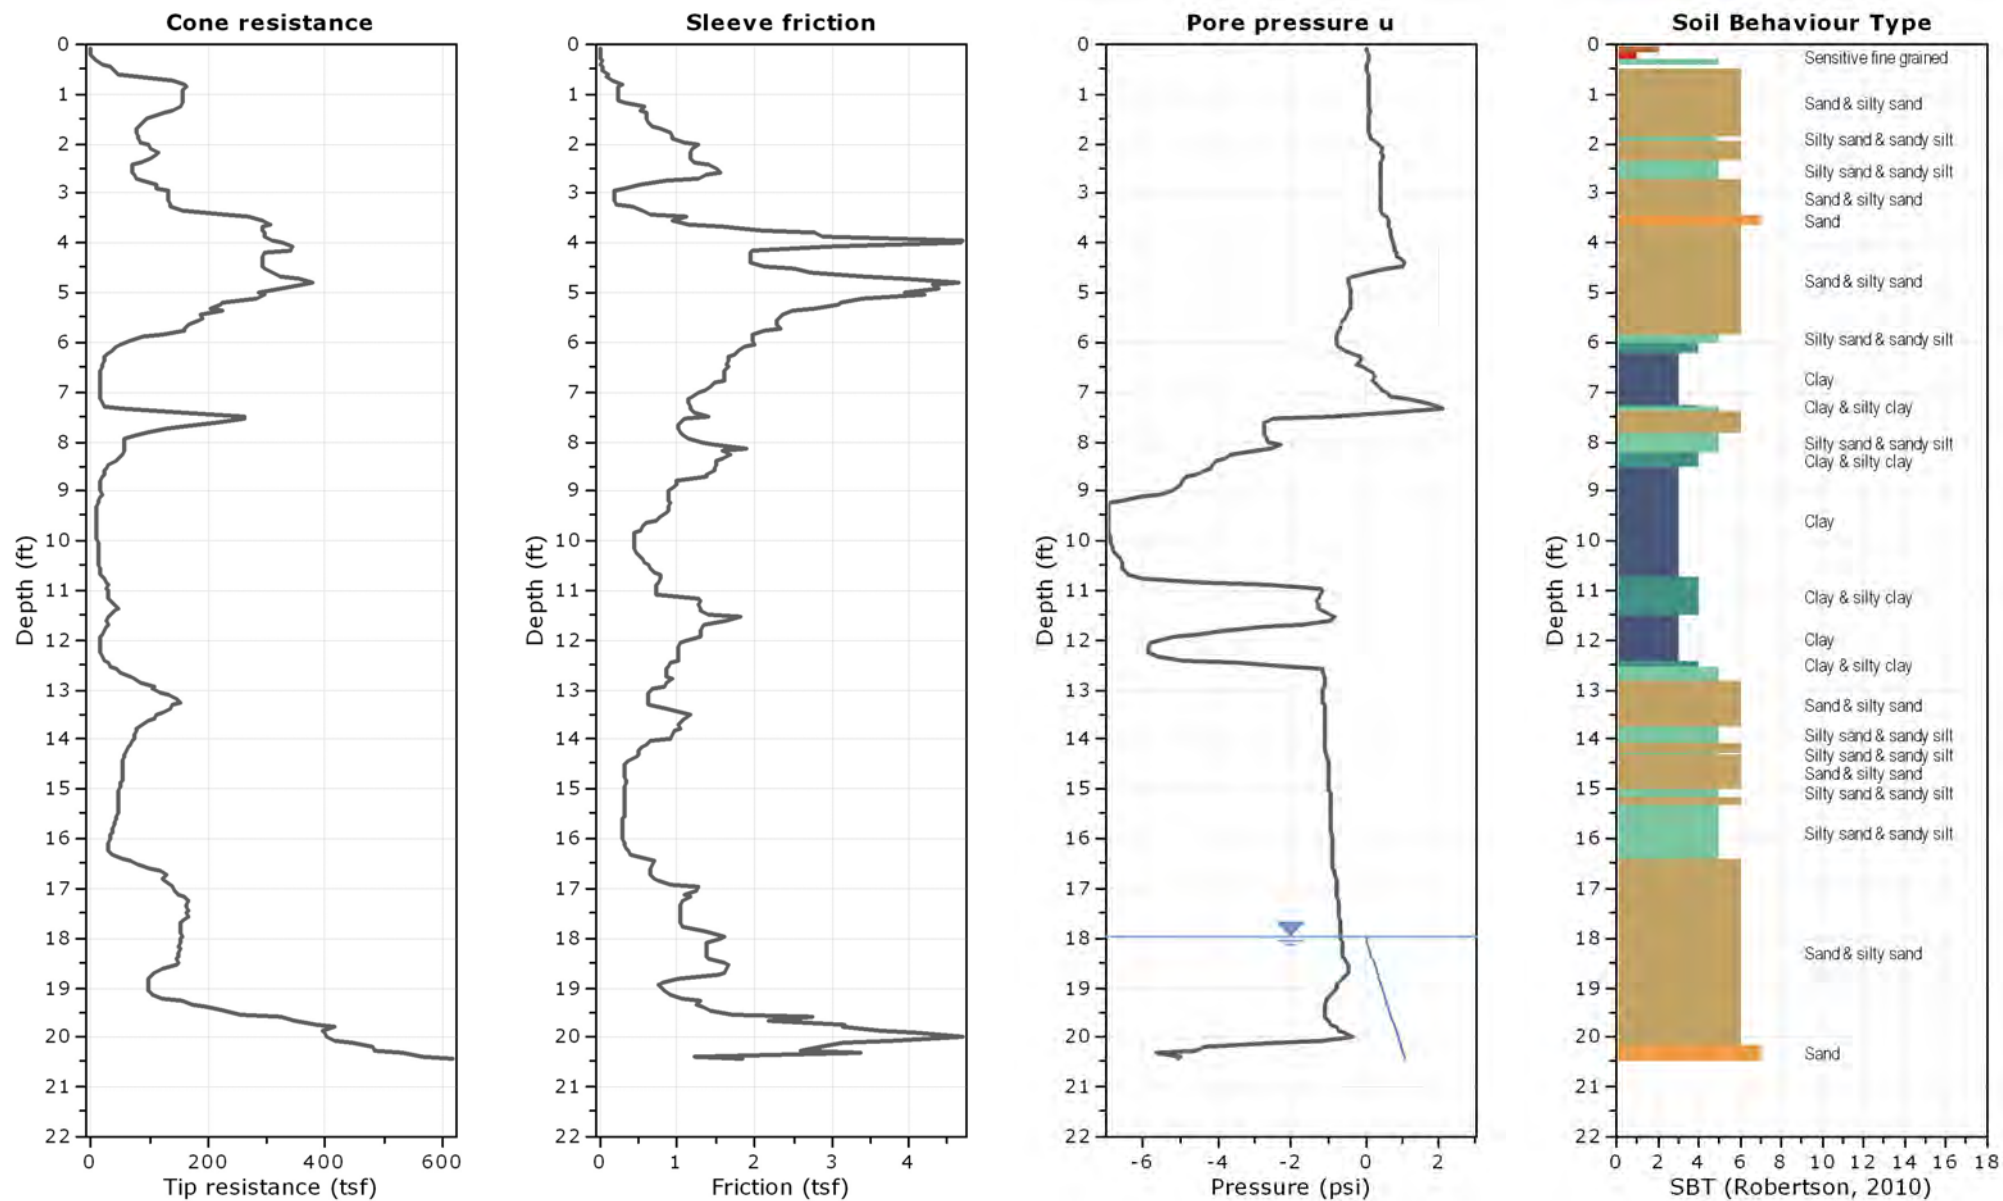 Cone resistance
0
1
2
3
4
5
6
7
8
9
10
11
12
13
14
15
16
17
18
19
20
21
22
Depth (ft)
0 200 400 600
Tip resistance (tsf)
Sleeve friction
0
1
2
3
4
5
6
7
8
9
10
11
12
13
14
15
16
17
18
19
20
21
22
Depth (ft)
0 1 2 3 4
Friction (tsf)
Pore pressure u
0
1
2
3
4
5
6
7
8
9
10
11
12
13
14
15
16
17
18
19
20
21
22
Depth (ft)
-6 -4 -2 0 2
Pressure (psi)
Soil Behaviour Type
0
1
2
3
4
5
6
7
8
9
10
11
12
13
14
15
16
17
18
19
20
21
22
Depth (ft)
Sensitive fine grained
Sand & silty sand
Silty sand & sandy silt
Silty sand & sandy silt
Sand & silty sand
Sand
Sand & silty sand
Silty sand & sandy silt
Clay
Clay & silty clay
Silty sand & sandy silt
Clay & silty clay
Clay
Clay & silty clay
Clay
Clay & silty clay
Sand & silty sand
Silty sand & sandy silt
Silty sand & sandy silt
Sand & silty sand
Silty sand & sandy silt
Silty sand & sandy silt
Sand & silty sand
Sand
0 2 4 6 8 10 12 14 16 18
SBT (Robertson, 2010)